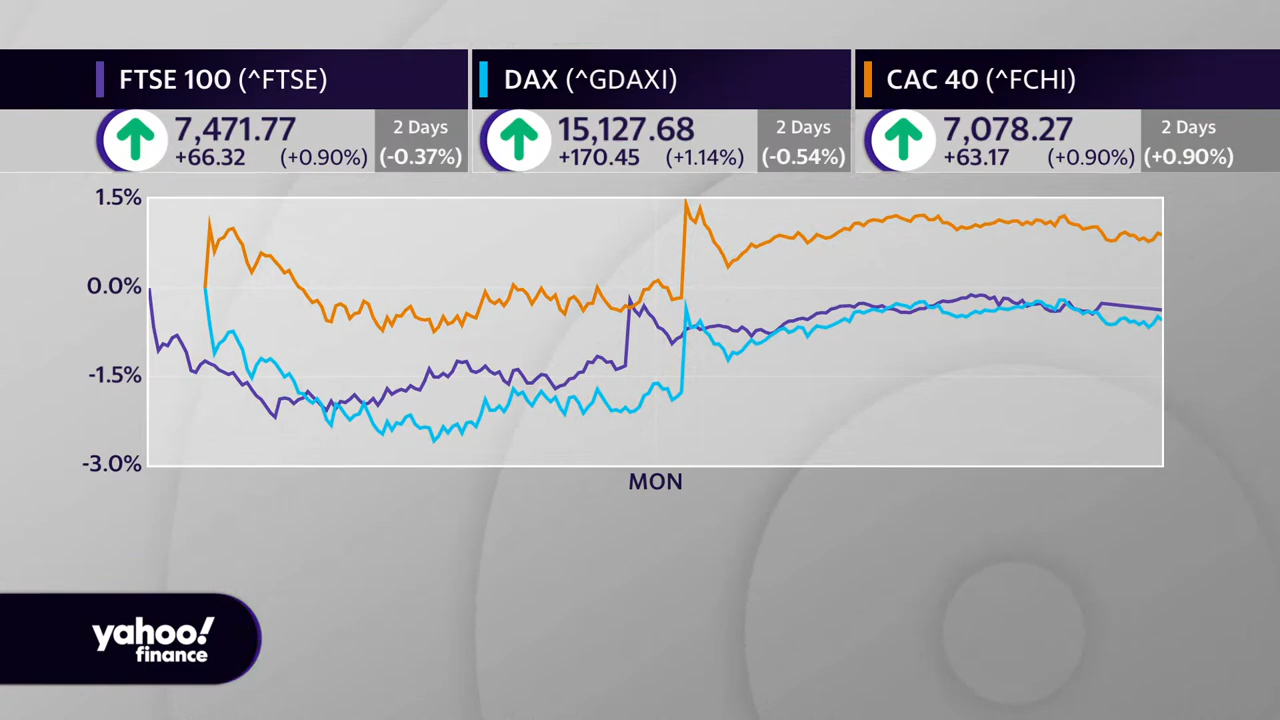 FTSE 100 (^FTSE)
7,471.77
+66.32 (+0.90%)
2 Days
(-0.37%)
DAX (^GDAXI)
15,127.68
+170.45 (+1.14%)
2 Days
(-0.54%)
CAC 40 (^FCHI)
7,078.27
+63.17 (+0.90%)
2 Days
(+0.90%)
1.5%
0.0%
-1.5%
-3.0%
MON
yahoo!
finance